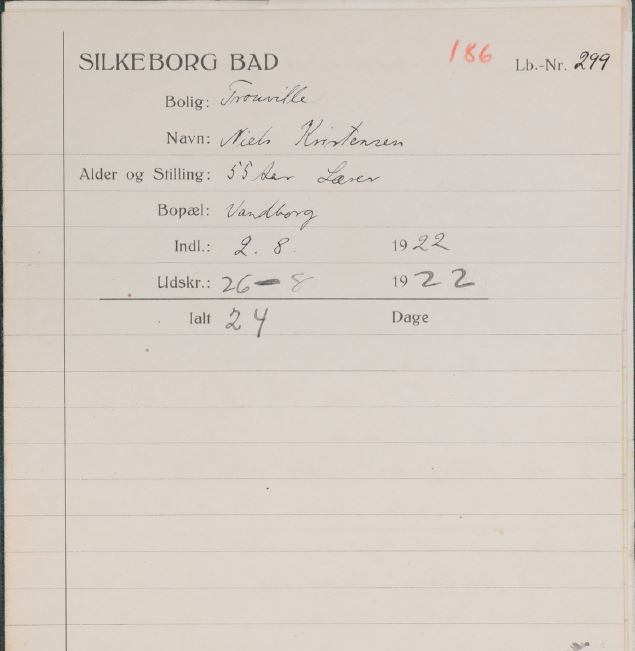 SILKEBORG BAD 186 Lb.-Nr. 299
Bolig: Trouville
Navn: Niels Kristensen
Alder og Stilling: 55 Aar Lærer
Bopæl: Vandborg
Indl.: 2. 8. 1922
Udskr.: 26-8 1922
Ialt 24 Dage